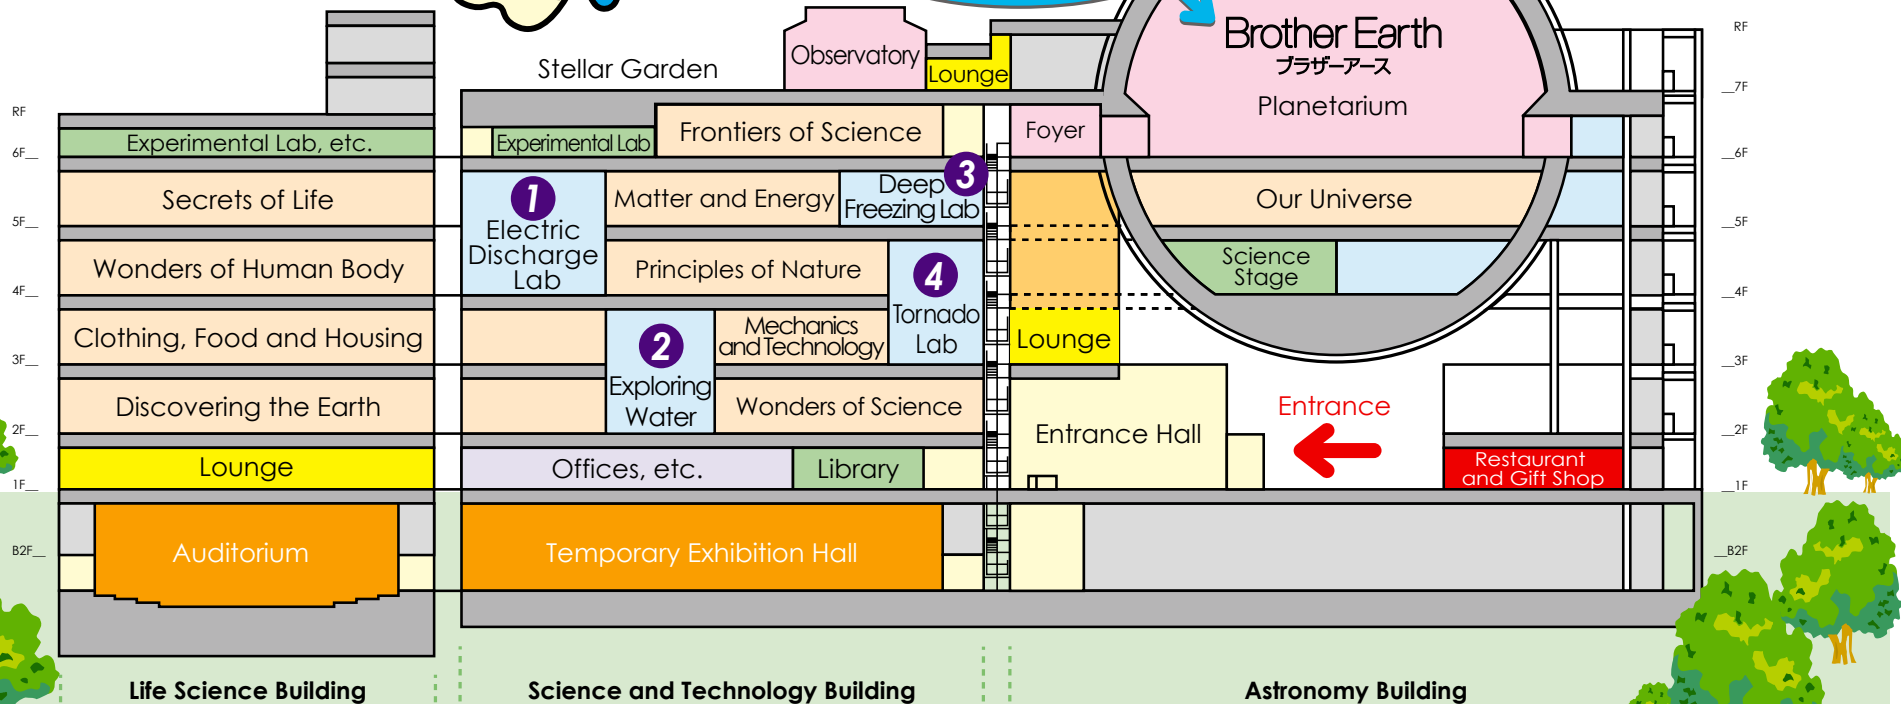 Brother Earth
ブラザーアース
Planetarium
Observatory
Lounge
Stellar Garden
RF
7F
6F
5F
4F
3F
2F
1F
B2F
RF
6F
5F
4F
3F
2F
1F
B2F
Experimental Lab, etc.
Secrets of Life
Wonders of Human Body
Clothing, Food and Housing
Discovering the Earth
Lounge
Auditorium
Experimental Lab
Frontiers of Science
1
Electric
Discharge
Lab
Matter and Energy
3
Deep
Freezing Lab
Principles of Nature
4
Tornado
Lab
2
Exploring
Water
Mechanics
and Technology
Wonders of Science
Offices, etc.
Library
Temporary Exhibition Hall
Foyer
Our Universe
Science
Stage
Lounge
Entrance Hall
Entrance
Restaurant
and Gift Shop
Life Science Building
Science and Technology Building
Astronomy Building